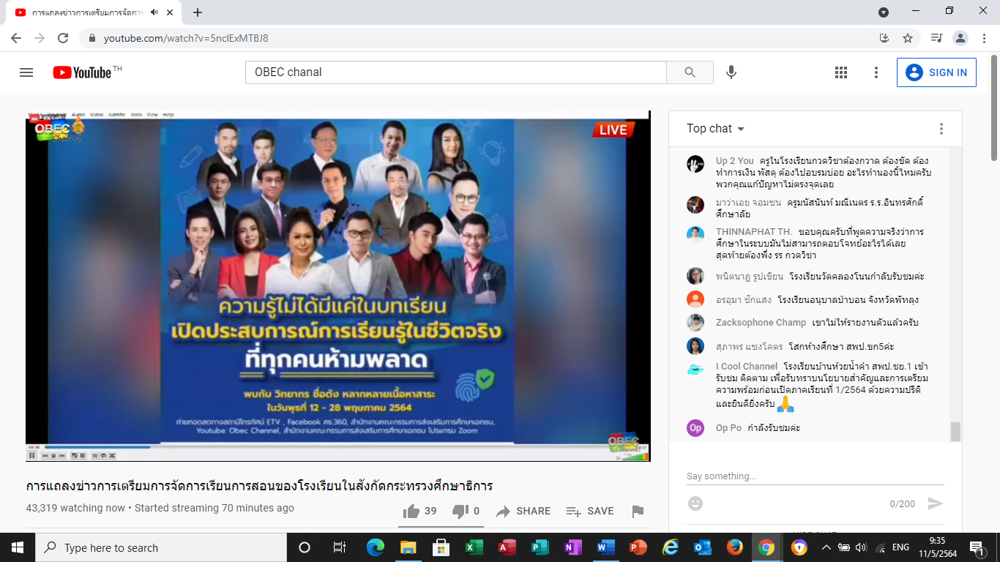 การแถลงข่าวการเตรียมการจัดการ
youtube.com/watch?v=5nclExMTBJ8
YouTube TH
OBEC chanal
SIGN IN
Audio Video Subtitle Tools View Help
OBEC
Channel
LIVE
ความรู้ไม่ได้มีแค่ในบทเรียน
เปิดประสบการณ์การเรียนรู้ในชีวิตจริง
ที่ทุกคนห้ามพลาด
พบกับ วิทยากร ชื่อดัง หลากหลายเนื้อหาสาระ
ในวันพุธที่ 12 - 28 พฤษภาคม 2564
ถ่ายทอดสดทางสถานีโทรทัศน์ ETV , Facebook ศธ.360, สำนักงานคณะกรรมการส่งเสริมการศึกษาเอกชน,
Youtube: Obec Channel, สำนักงานคณะกรรมการส่งเสริมการศึกษาเอกชน โปรแกรม Zoom
OBEC
CHANNEL
การแถลงข่าวการเตรียมการจัดการเรียนการสอนของโรงเรียนในสังกัดกระทรวงศึกษาธิการ
43,319 watching now • Started streaming 70 minutes ago
39
0
SHARE
SAVE
Top chat
Up 2 You ครูในโรงเรียนกวดวิชาต้องกวาด ต้องขัด ต้อง
ทำการเงิน พัสดุ ต้องไปอบรมบ่อย อะไรทำนองนี้ไหมครับ
พวกคุณแก้ปัญหาไม่ตรงจุดเลย
มาว่าเอย จอมซน ครูมนัสนันท์ มณีเนตร ร.ร.อินทรศักดิ์
ศึกษาลัย
THINNAPHAT TH. ขอบคุณครับที่พูดความจริงว่าการ
ศึกษาในระบบมันไม่สามารถตอบโจทย์อะไรได้เลย
สุดท้ายต้องพึ่ง รร กวดวิชา
พนิตนาฏ รูปเขียน โรงเรียนวัดคลองโนนกำลับรับชมค่ะ
อรอุมา ชักแสง โรงเรียนอนุบาลป่าบอน จังหวัดพัทลุง
Zacksophone Champ เขาไม่ให้รายงานตัวแล้วครับ
สุภาพร แซงโคตร โสกห้างศึกษา สพป.ขก5ค่ะ
I Cool Channel โรงเรียนบ้านห้วยน้ำคำ สพป.ชย.1 เข้า
รับชม ติดตาม เพื่อรับทราบนโยบายสำคัญและการเตรียม
ความพร้อมก่อนเปิดภาคเรียนที่ 1/2564 ด้วยความปรีติ
และยินดียิ่งครับ 🙏
Op Op Po กำลังรับชมค่ะ
Say something...
0/200
Type here to search
ENG
9:35
11/5/2564
1